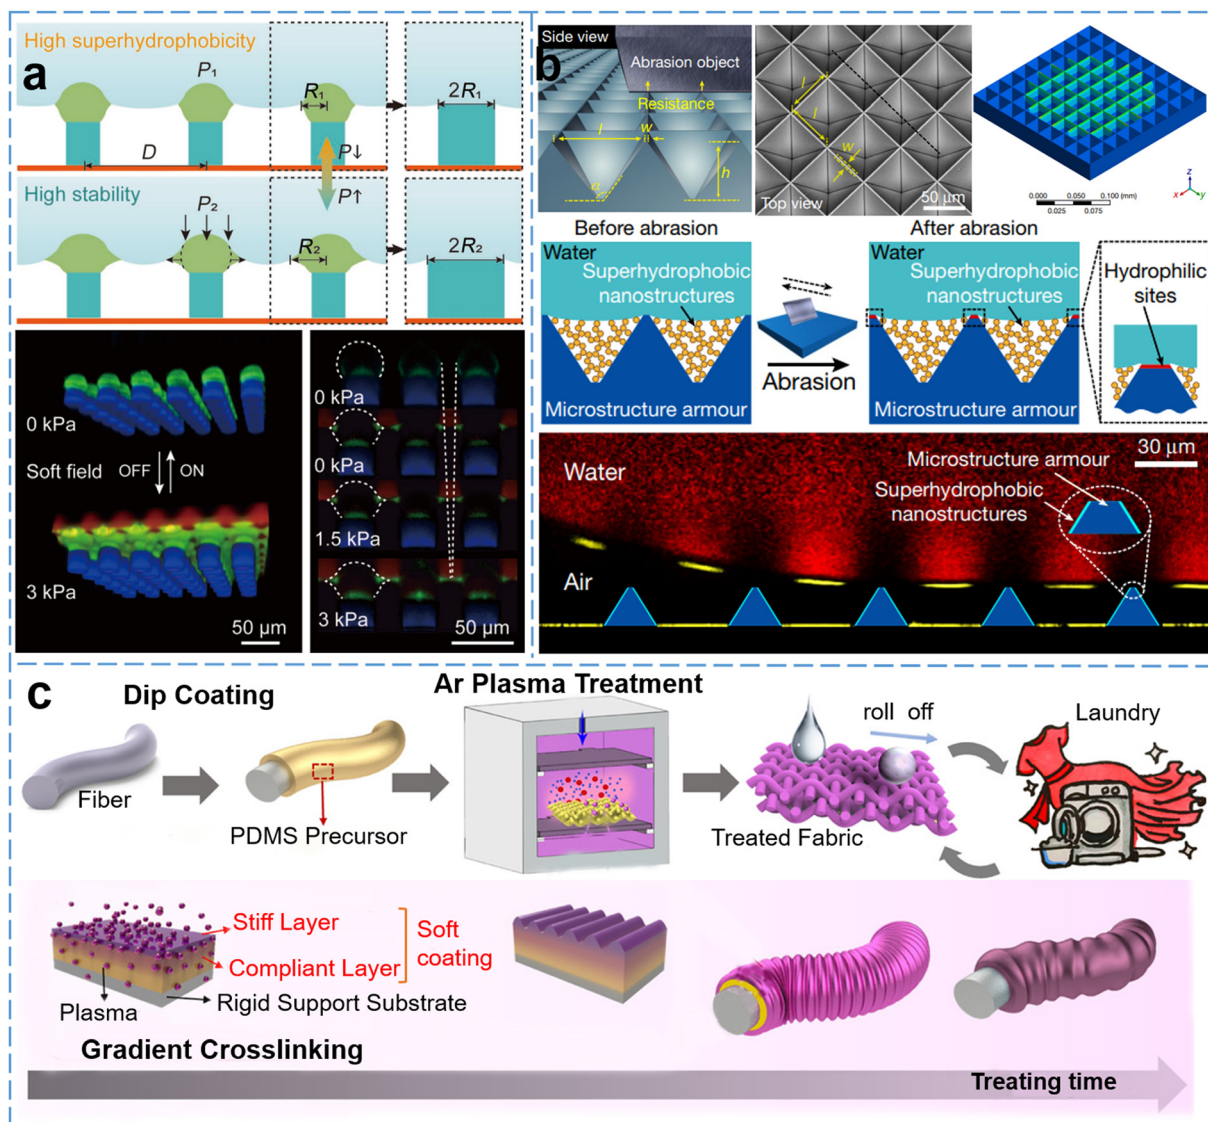 a
High superhydrophobicity
P₁
R₁
2R₁
D
P↓
High stability
P↑
P₂
R₂
2R₂
0 kPa
Soft field OFF ON
3 kPa
50 μm
0 kPa
0 kPa
1.5 kPa
3 kPa
50 μm
b
Side view
Abrasion object
Resistance
l
w
h
α
l
l
w
Top view
50 μm
z
x
y
0.000 0.050 0.100 (mm)
0.025 0.075
Before abrasion
After abrasion
Water
Superhydrophobic
nanostructures
Microstructure armour
Abrasion
Water
Superhydrophobic
nanostructures
Microstructure armour
Hydrophilic
sites
Water
Air
Microstructure armour
Superhydrophobic
nanostructures
30 μm
c
Dip Coating
Ar Plasma Treatment
Fiber
PDMS Precursor
roll off
Treated Fabric
Laundry
Stiff Layer
Compliant Layer
Soft
coating
Rigid Support Substrate
Plasma
Gradient Crosslinking
Treating time